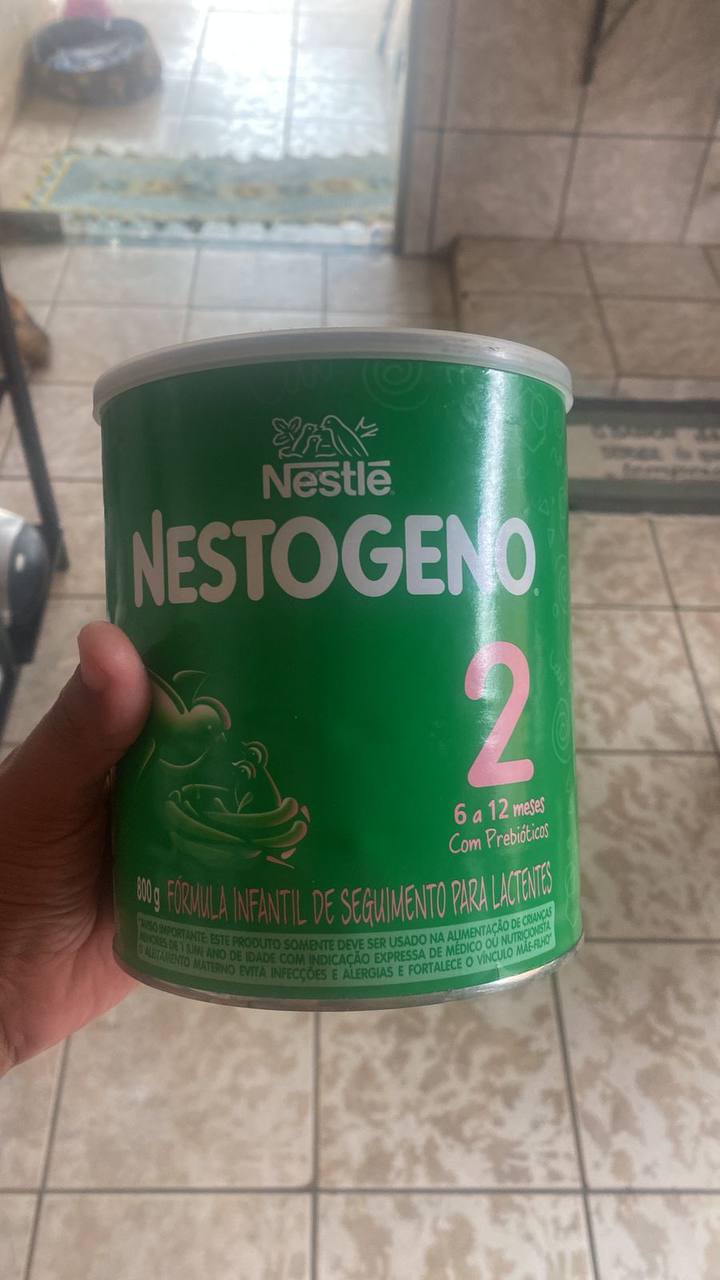 Nestlē
NESTOGENO
2
6 a 12 meses
Com Prebióticos
800 g FÓRMULA INFANTIL DE SEGUIMENTO PARA LACTENTES
"AVISO IMPORTANTE: ESTE PRODUTO SOMENTE DEVE SER USADO NA ALIMENTAÇÃO DE CRIANÇAS
MENORES DE 1 (UM) ANO DE IDADE COM INDICAÇÃO EXPRESSA DE MÉDICO OU NUTRICIONISTA.
O ALEITAMENTO MATERNO EVITA INFECÇÕES E ALERGIAS E FORTALECE O VÍNCULO MÃE-FILHO"